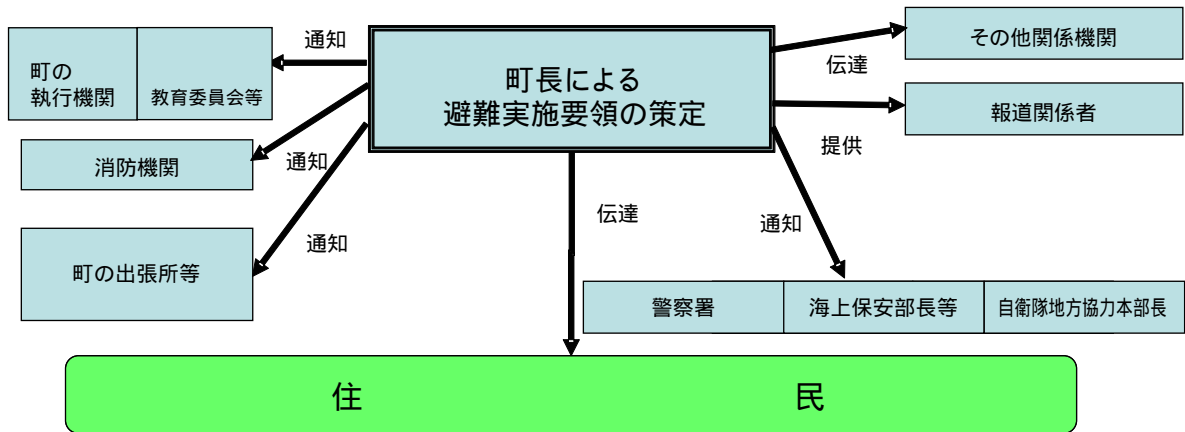 通知
町の
執行機関
教育委員会等
町長による
避難実施要領の策定
その他関係機関
伝達
報道関係者
提供
消防機関
通知
通知
町の出張所等
伝達
通知
警察署
海上保安部長等
自衛隊地方協力本部長
住民